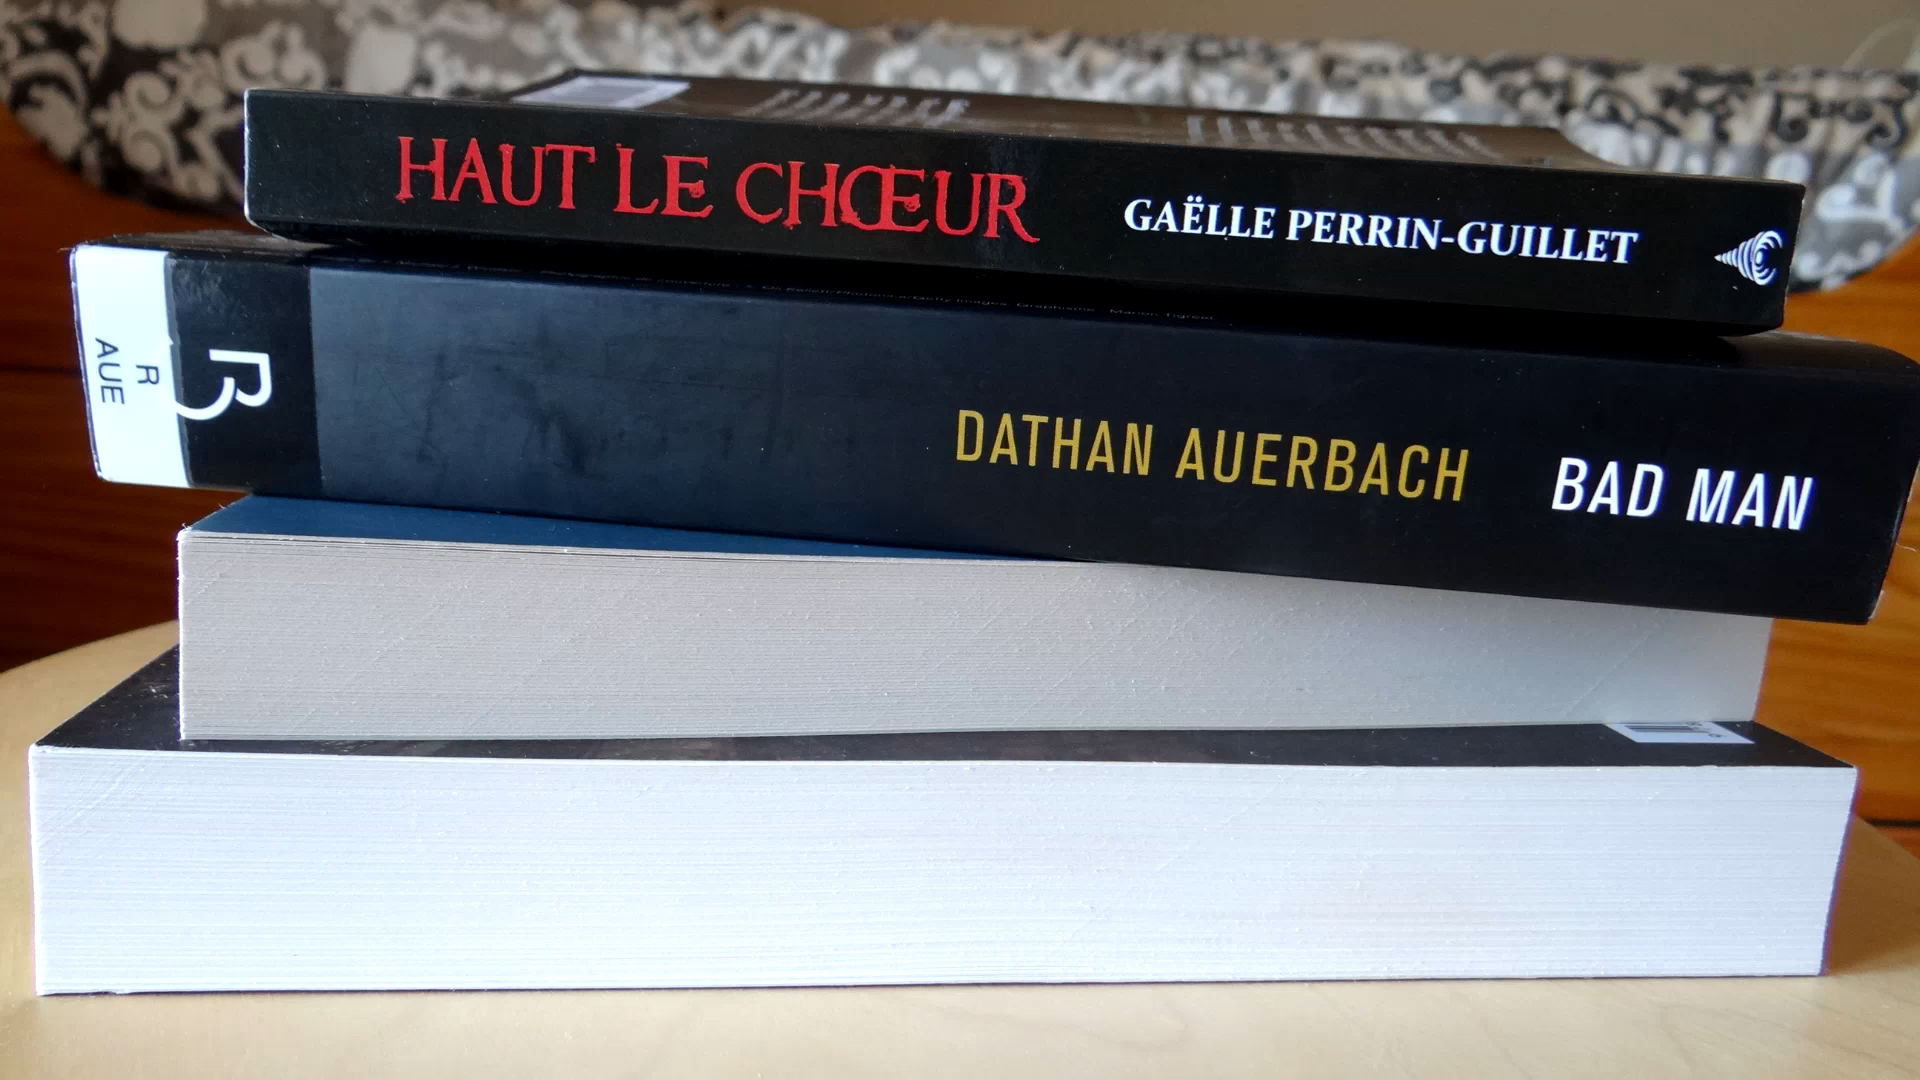 HAUT LE CHŒUR
GAËLLE PERRIN-GUILLET
R
AUE
DATHAN AUERBACH
BAD MAN